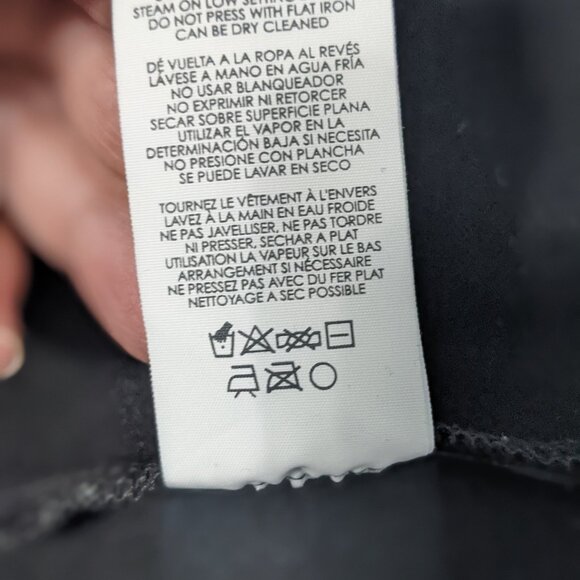 STEAM ON LOW SETTING
DO NOT PRESS WITH FLAT IRON
CAN BE DRY CLEANED
DÉ VUELTA A LA ROPA AL REVÉS
LÁVESE A MANO EN AGUA FRÍA
NO USAR BLANQUEADOR
NO EXPRIMIR NI RETORCER
SECAR SOBRE SUPERFICIE PLANA
UTILIZAR EL VAPOR EN LA
DETERMINACIÓN BAJA SI NECESITA
NO PRESIONE CON PLANCHA
SE PUEDE LAVAR EN SECO
TOURNEZ LE VÊTEMENT À L'ENVERS
LAVEZ À LA MAIN EN EAU FROIDE
NE PAS JAVELLISER, NE PAS TORDRE
NI PRESSER, SECHAR A PLAT
UTILISATION LA VAPEUR SUR LE BAS
ARRANGEMENT SI NÉCESSAIRE
NE PRESSEZ PAS AVEC DU FER PLAT
NETTOYAGE A SEC POSSIBLE